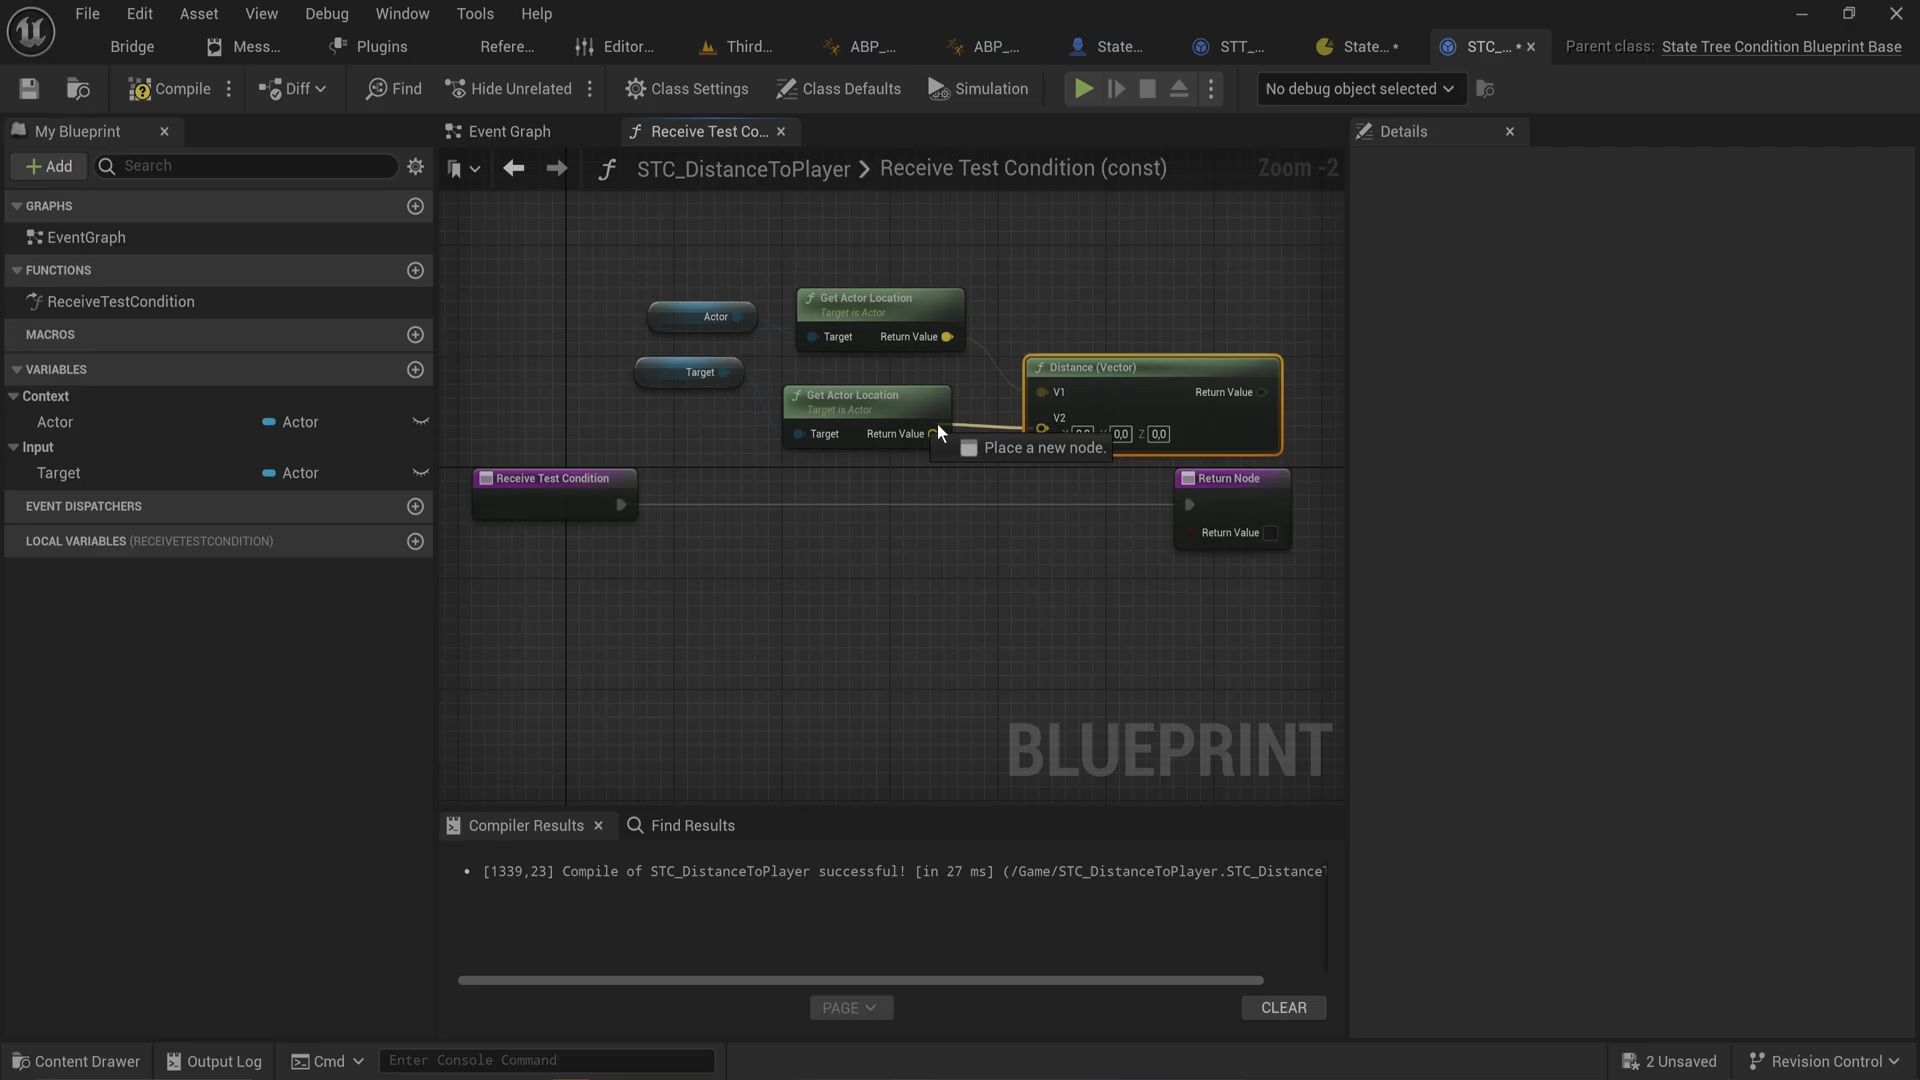 File Edit Asset View Debug Window Tools Help
Bridge Mess... Plugins Refere... Editor... Third... ABP_... ABP_... State... STT_... State... • STC_... • Parent class: State Tree Condition Blueprint Base
Compile Diff Find Hide Unrelated Class Settings Class Defaults Simulation No debug object selected
My Blueprint Event Graph Receive Test Co... Details
Add Search STC_DistanceToPlayer > Receive Test Condition (const) Zoom -2
GRAPHS
EventGraph
FUNCTIONS
ReceiveTestCondition
MACROS
VARIABLES
Context
Actor Actor
Input
Target Actor
EVENT DISPATCHERS
LOCAL VARIABLES (RECEIVETESTCONDITION)
Get Actor Location
Target is Actor
Actor
Target Return Value
Distance (Vector)
Target
V1 Return Value
Get Actor Location
Target is Actor
V2
0,0 Z 0,0
Target Return Value
Place a new node.
Receive Test Condition Return Node
Return Value
BLUEPRINT
Compiler Results Find Results
• [1339,23] Compile of STC_DistanceToPlayer successful! [in 27 ms] (/Game/STC_DistanceToPlayer.STC_Distance
PAGE CLEAR
Content Drawer Output Log Cmd Enter Console Command 2 Unsaved Revision Control